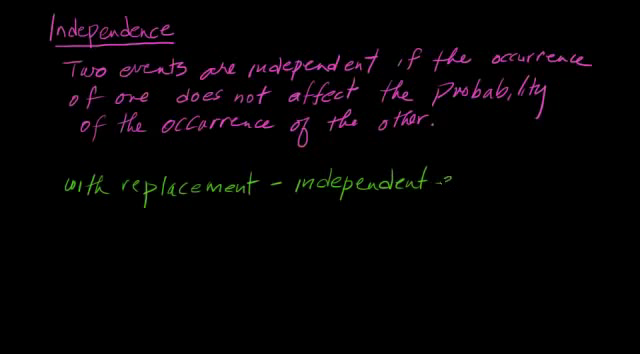 Independence
Two events are independent if the occurrence
of one does not affect the Probability
of the occurrence of the other.
with replacement - independent